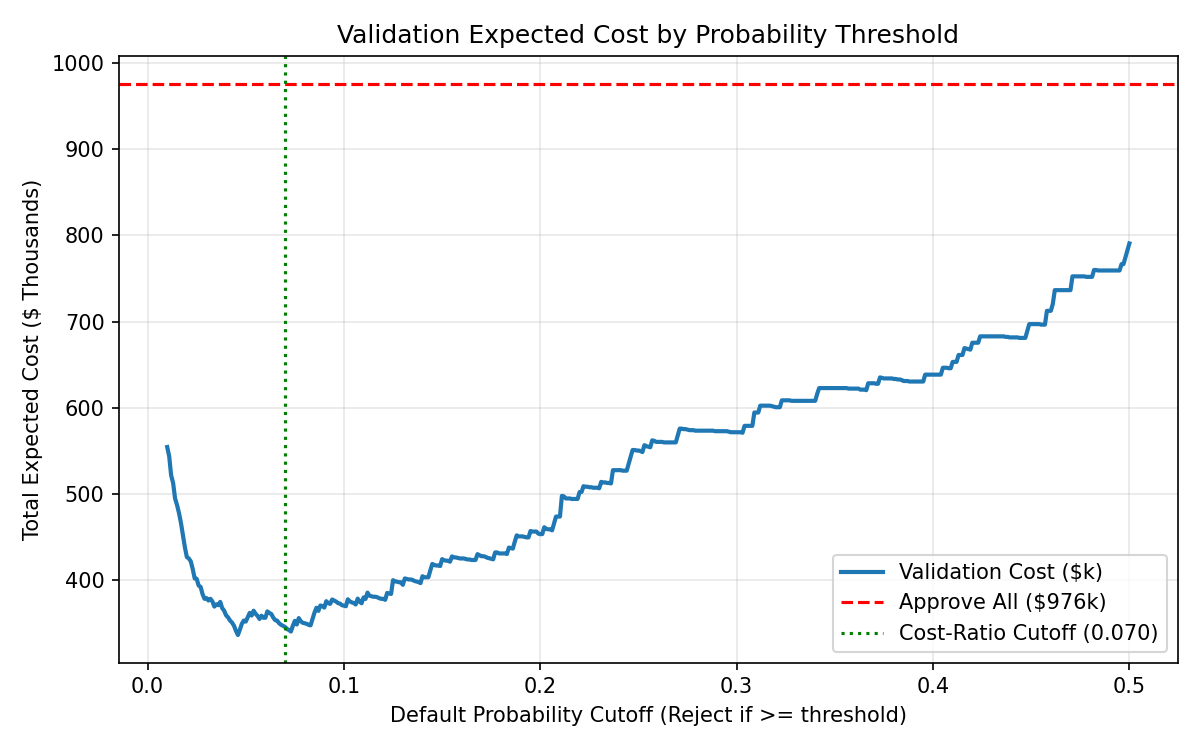 Validation Expected Cost by Probability Threshold
Total Expected Cost ($ Thousands)
1000
900
800
700
600
500
400
0.0
0.1
0.2
0.3
0.4
0.5
Default Probability Cutoff (Reject if >= threshold)
Validation Cost ($k)
Approve All ($976k)
Cost-Ratio Cutoff (0.070)